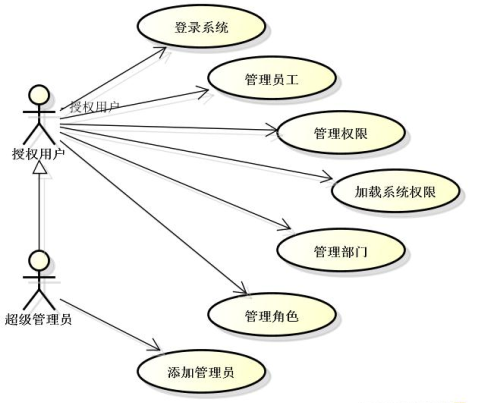 登录系统
管理员工
授权用户
管理权限
授权用户
加载系统权限
管理部门
管理角色
超级管理员
添加管理员